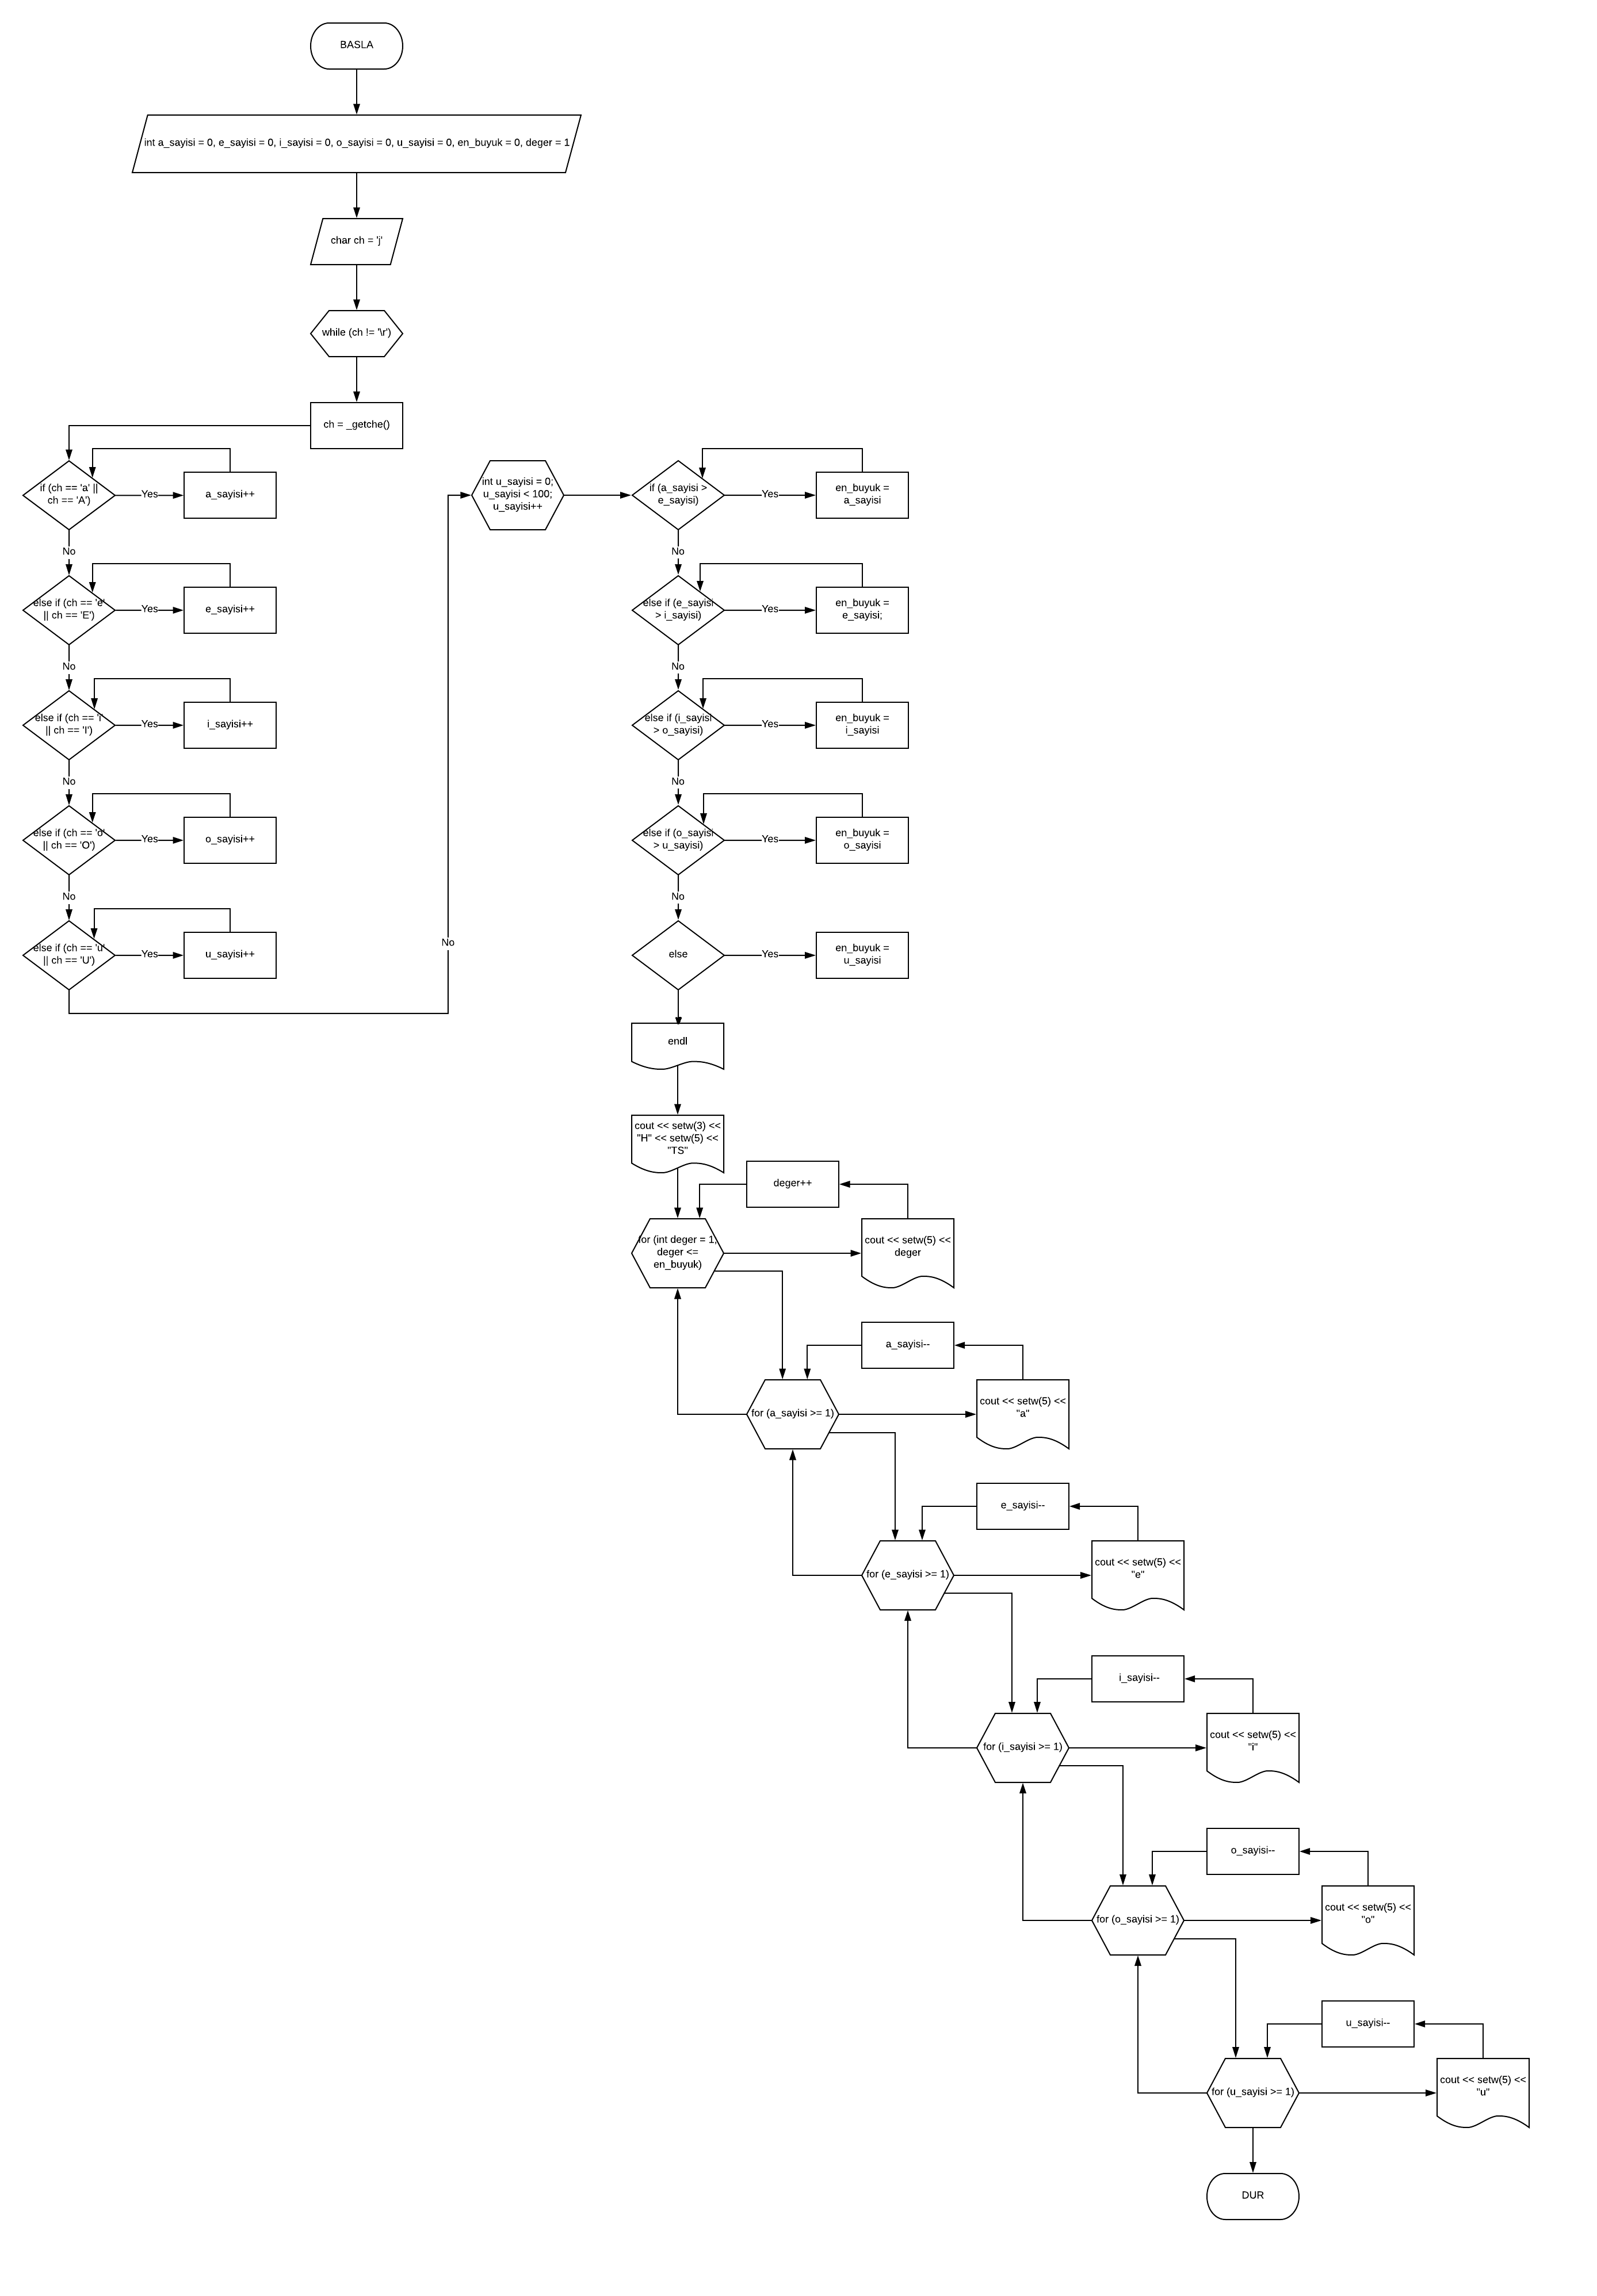 BASLA
int a_sayisi = 0, e_sayisi = 0, i_sayisi = 0, o_sayisi = 0, u_sayisi = 0, en_buyuk = 0, deger = 1
char ch = 'j'
while (ch != '\r')
ch = _getche()
if (ch == 'a' ||
ch == 'A')
Yes
a_sayisi++
No
else if (ch == 'e'
|| ch == 'E')
Yes
e_sayisi++
No
else if (ch == 'i'
|| ch == 'I')
Yes
i_sayisi++
No
else if (ch == 'o'
|| ch == 'O')
Yes
o_sayisi++
No
else if (ch == 'u'
|| ch == 'U')
Yes
u_sayisi++
No
int u_sayisi = 0;
u_sayisi < 100;
u_sayisi++
if (a_sayisi >
e_sayisi)
Yes
en_buyuk =
a_sayisi
No
else if (e_sayisi
> i_sayisi)
Yes
en_buyuk =
e_sayisi;
No
else if (i_sayisi
> o_sayisi)
Yes
en_buyuk =
i_sayisi
No
else if (o_sayisi
> u_sayisi)
Yes
en_buyuk =
o_sayisi
No
else
Yes
en_buyuk =
u_sayisi
endl
cout << setw(3) <<
"H" << setw(5) <<
"TS"
deger++
for (int deger = 1;
deger <=
en_buyuk)
cout << setw(5) <<
deger
a_sayisi--
for (a_sayisi >= 1)
cout << setw(5) <<
"a"
e_sayisi--
for (e_sayisi >= 1)
cout << setw(5) <<
"e"
i_sayisi--
for (i_sayisi >= 1)
cout << setw(5) <<
"i"
o_sayisi--
for (o_sayisi >= 1)
cout << setw(5) <<
"o"
u_sayisi--
for (u_sayisi >= 1)
cout << setw(5) <<
"u"
DUR